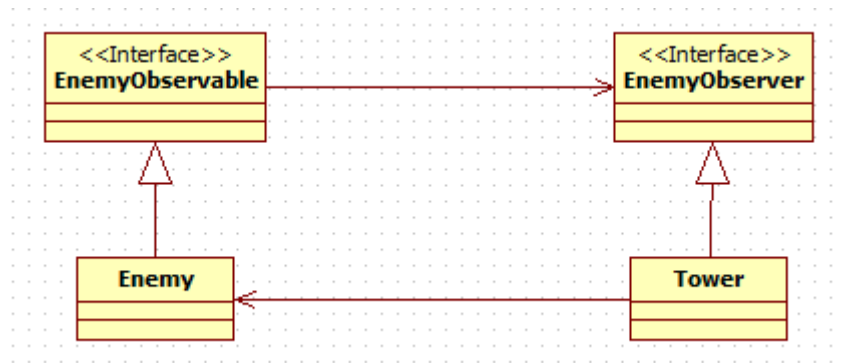 <<Interface>>
EnemyObservable
<<Interface>>
EnemyObserver
Enemy
Tower